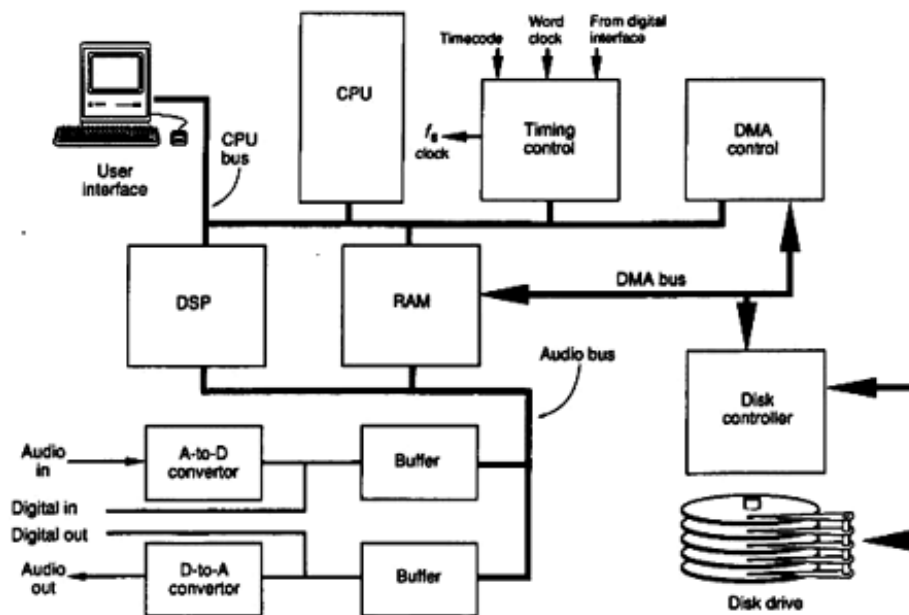 Timecode
Word
clock
From digital
interface
CPU
Timing
control
DMA
control
fs
clock
User
interface
CPU
bus
DSP
RAM
DMA bus
Audio bus
Disk
controller
Audio
in
A-to-D
convertor
Buffer
Digital in
Digital out
Audio
out
D-to-A
convertor
Buffer
Disk drive